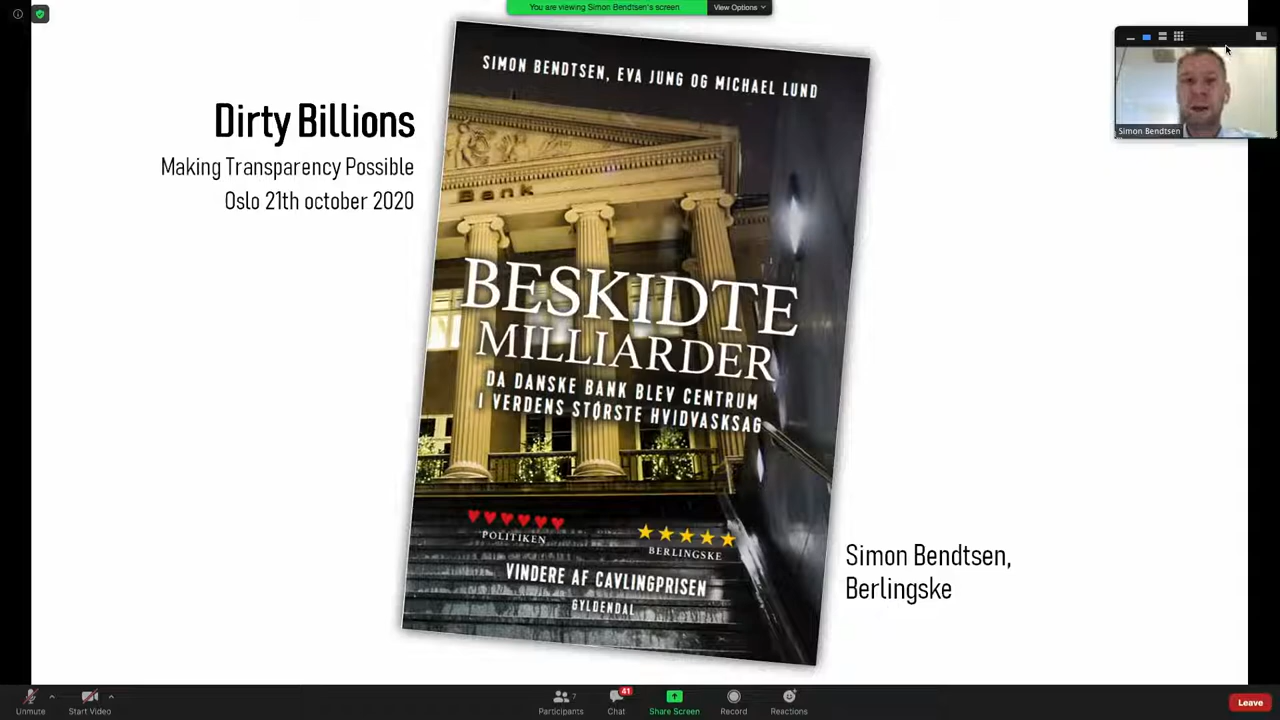 You are viewing Simon Bendtsen's screen
View Options
Simon Bendtsen
Dirty Billions
Making Transparency Possible
Oslo 21th october 2020
SIMON BENDTSEN, EVA JUNG OG MICHAEL LUND
BANK
BESKIDTE
MILLIARDER
DA DANSKE BANK BLEV CENTRUM
I VERDENS STØRSTE HVIDVASKSAG
POLITIKEN
BERLINGSKE
VINDERE AF CAVLINGPRISEN
GYLDENDAL
Simon Bendtsen,
Berlingske
Unmute
Start Video
7
Participants
41
Chat
Share Screen
Record
Reactions
Leave